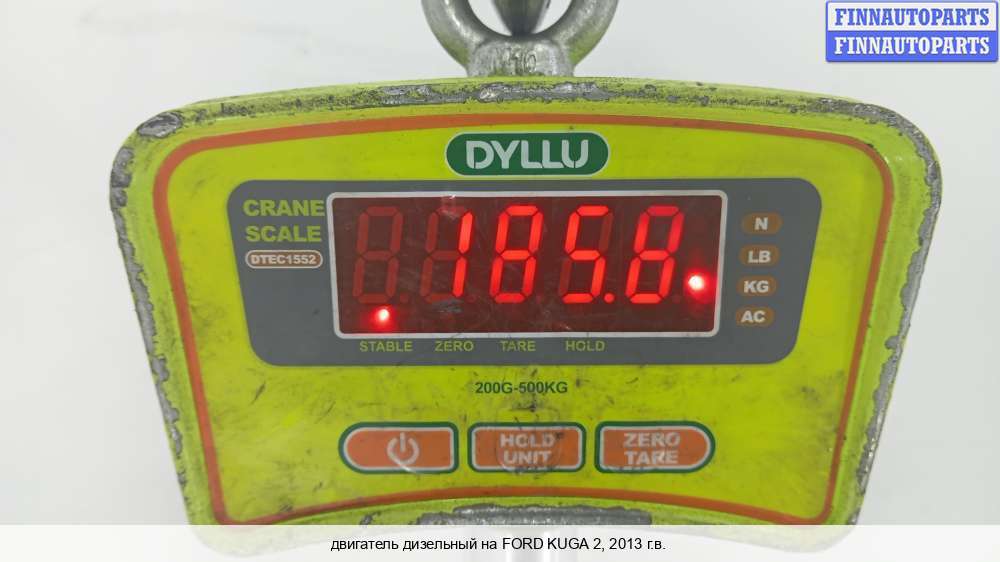 FINNAUTOPARTS
FINNAUTOPARTS
10
DYLLU
CRANE
SCALE
DTEC1552
185.8
N
LB
KG
AC
STABLE ZERO TARE HOLD
200G-500KG
HOLD
UNIT
ZERO
TARE
двигатель дизельный на FORD KUGA 2, 2013 г.в.